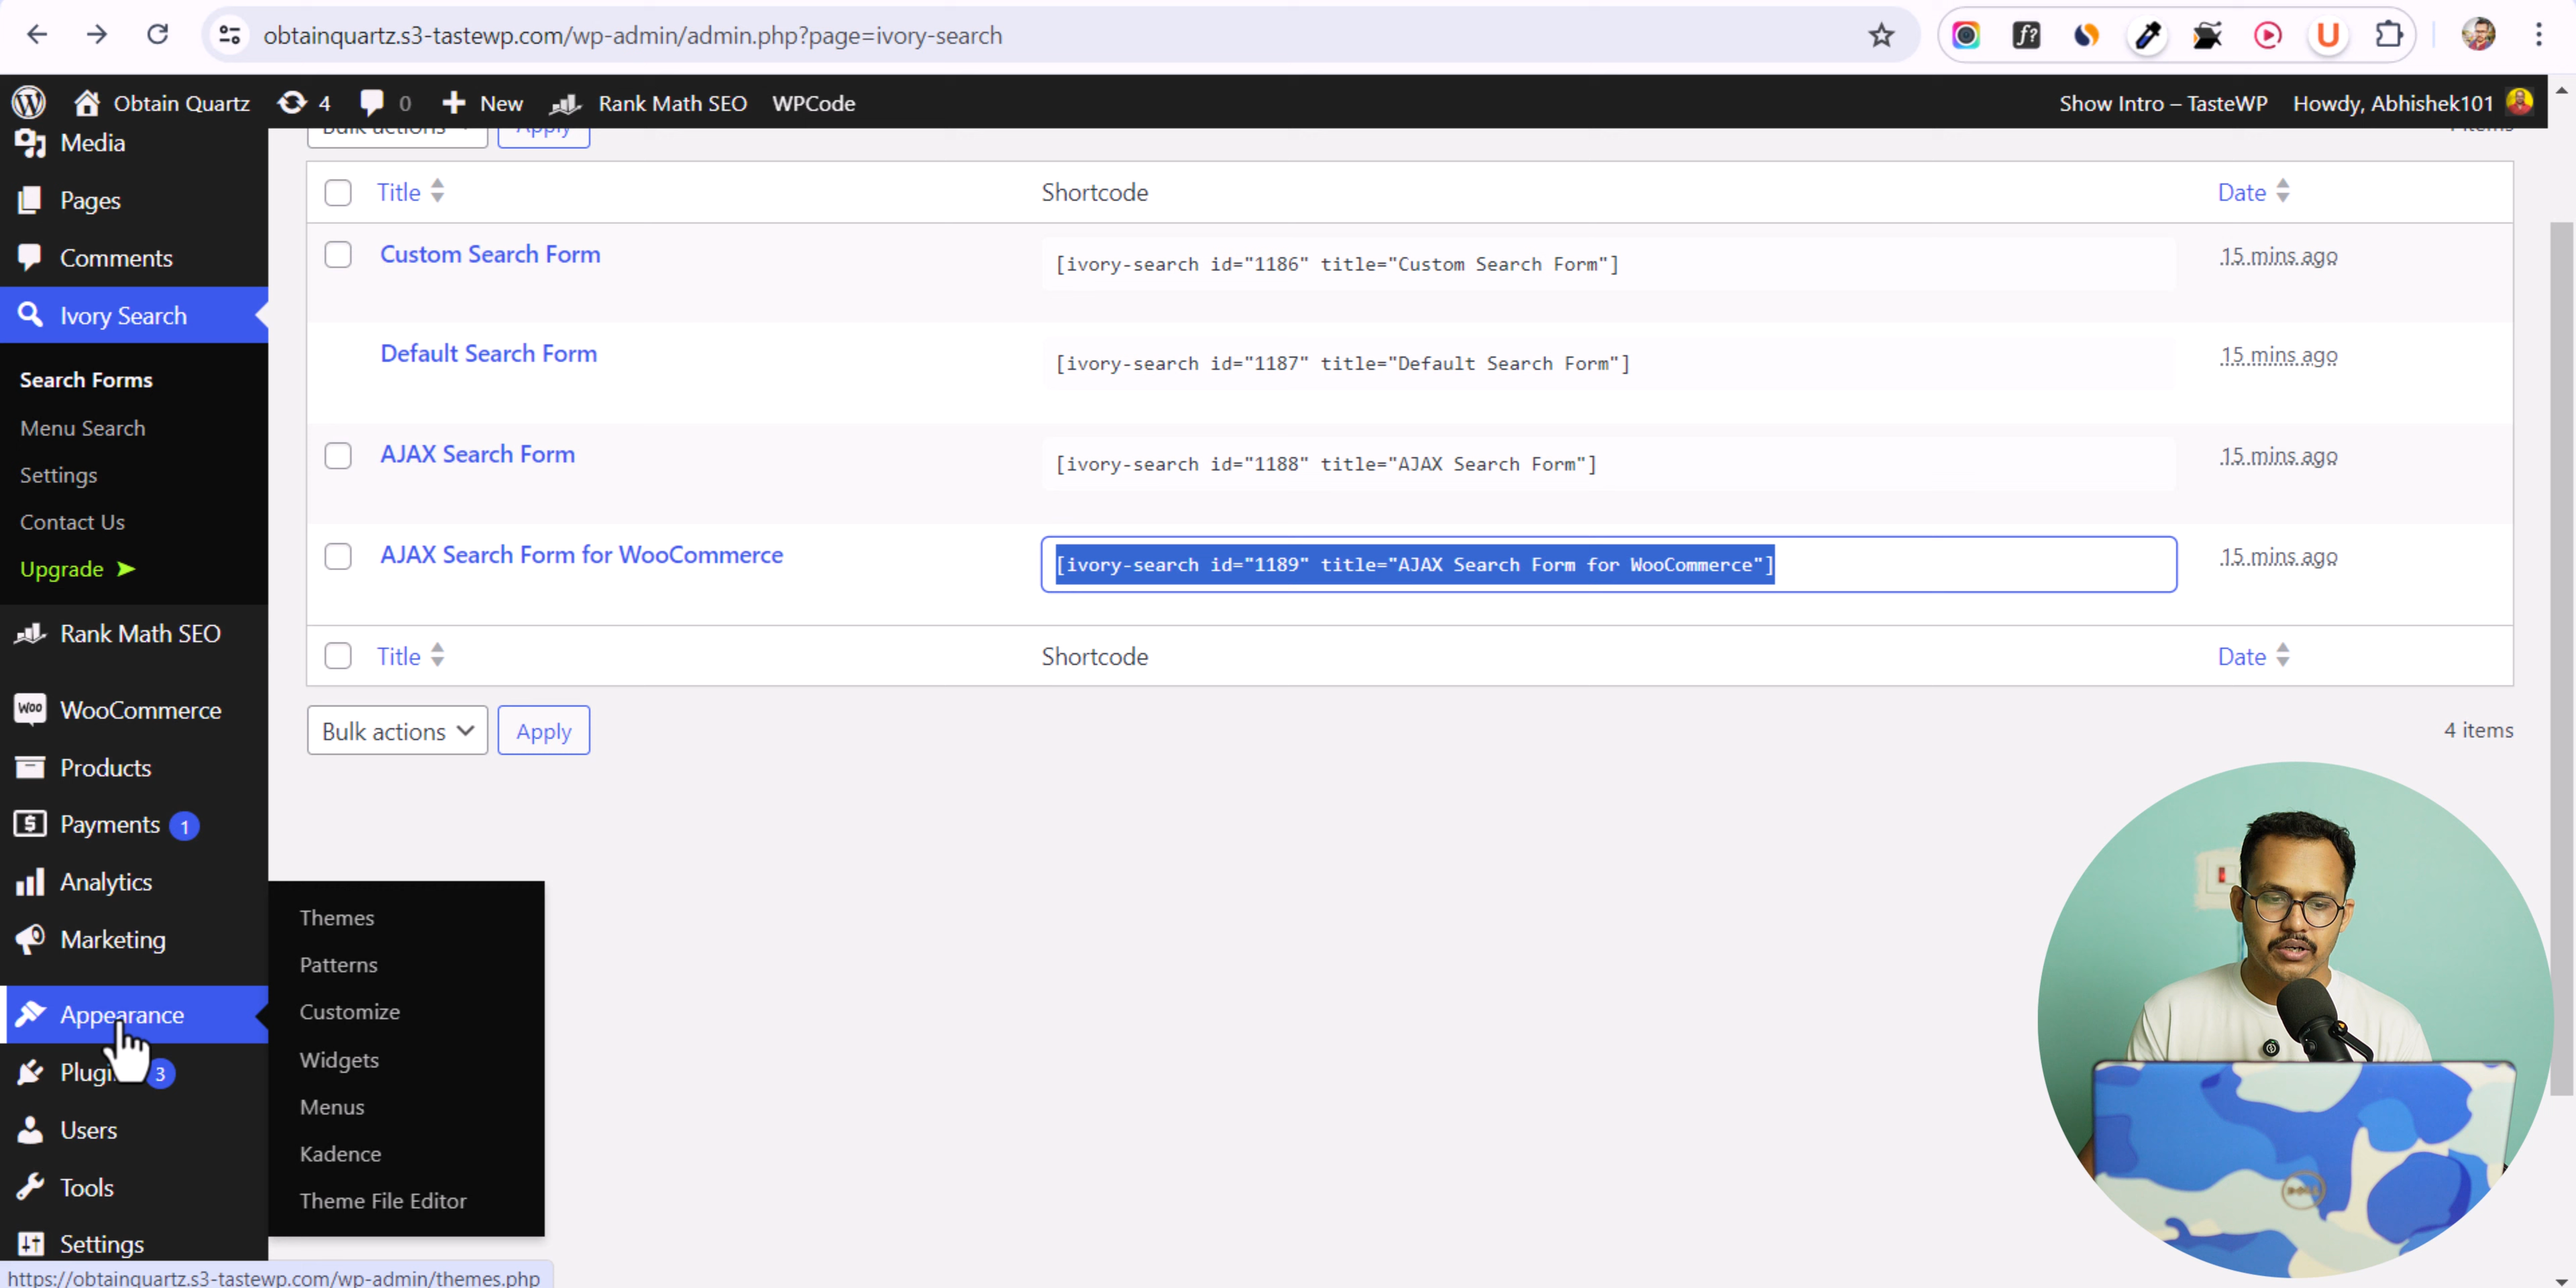 obtainquartz.s3-tastewp.com/wp-admin/admin.php?page=ivory-search
Obtain Quartz 4 0 New Rank Math SEO WPCode Show Intro – TasteWP Howdy, Abhishek101
Media
Pages
Comments
Ivory Search
Search Forms
Menu Search
Settings
Contact Us
Upgrade
Rank Math SEO
WooCommerce
Products
Payments 1
Analytics
Marketing
Appearance
3
Users
Tools
Settings
Themes
Patterns
Customize
Widgets
Menus
Kadence
Theme File Editor
Bulk actions Apply
Title Shortcode Date
Custom Search Form [ivory-search id="1186" title="Custom Search Form"] 15 mins ago
Default Search Form [ivory-search id="1187" title="Default Search Form"] 15 mins ago
AJAX Search Form [ivory-search id="1188" title="AJAX Search Form"] 15 mins ago
AJAX Search Form for WooCommerce [ivory-search id="1189" title="AJAX Search Form for WooCommerce"] 15 mins ago
Title Shortcode Date
Bulk actions Apply 4 items
https://obtainquartz.s3-tastewp.com/wp-admin/themes.php